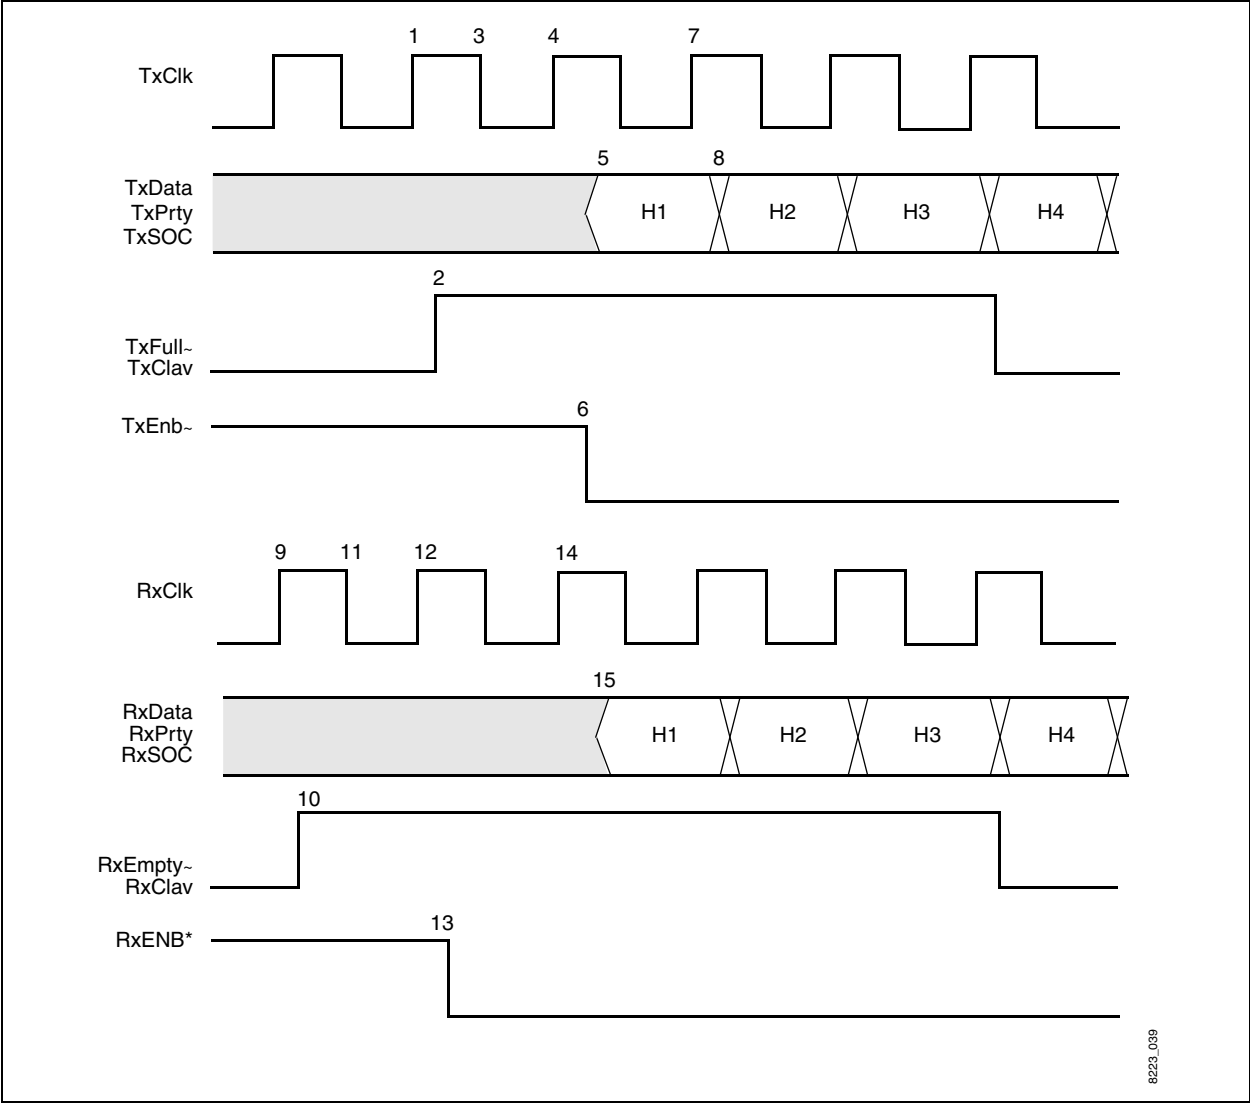 1 3 4 7
TxClk
5 8
TxData
TxPrty
TxSOC
H1 H2 H3 H4
2
TxFull~
TxClav
6
TxEnb~
9 11 12 14
RxClk
15
RxData
RxPrty
RxSOC
H1 H2 H3 H4
10
RxEmpty~
RxClav
13
RxENB*
8223_039